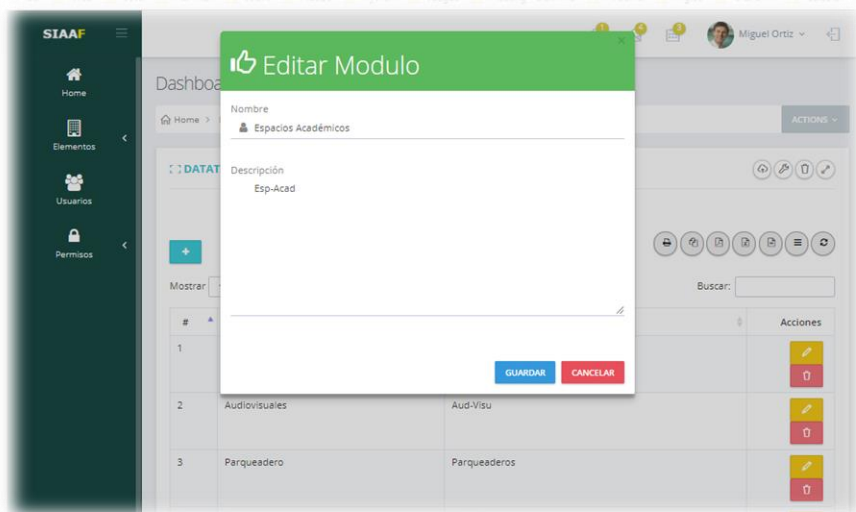 SIAAF
Miguel Ortiz
Home
Elementos
Usuarios
Permisos
Dashboa
Home >
ACTIONS
DATAT
Editar Modulo
×
Nombre
Espacios Académicos
Descripción
Esp-Acad
GUARDAR
CANCELAR
+
Mostrar
Buscar:
# Acciones
1
2 Audiovisuales Aud-Visu
3 Parqueadero Parqueaderos